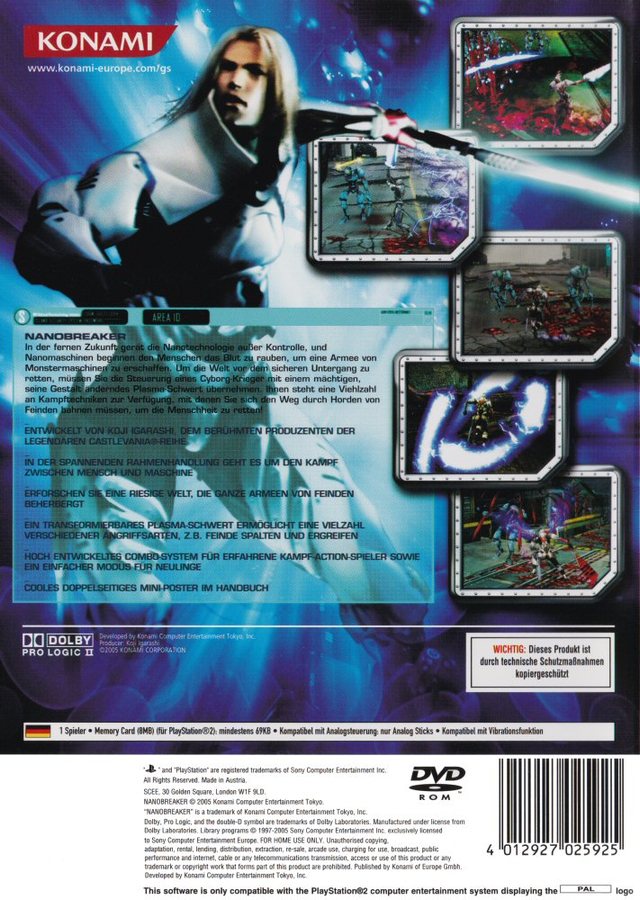 KONAMI
www.konami-europe.com/gs
AREA 10
NANOBREAKER
In der fernen Zukunft gerät die Nanotechnologie außer Kontrolle, und
Nanomaschinen beginnen den Menschen das Blut zu rauben, um eine Armee von
Monstermaschinen zu erschaffen. Um die Welt vor dem sicheren Untergang zu
retten, müssen Sie die Steuerung eines Cyborg-Krieger mit einem mächtigen,
seine Gestalt änderndes Plasma-Schwert übernehmen. Ihnen steht eine Viehlzahl
an Kampftechniken zur Verfügung, mit denen Sie sich den Weg durch Horden von
Feinden bahnen müssen, um die Menschheit zu retten!
ENTWICKELT VON KOJI IGARASHI, DEM BERÜHMTEN PRODUZENTEN DER
LEGENDÄREN CASTLEVANIA®-REIHE
IN DER SPANNENDEN RAHMENHANDLUNG GEHT ES UM DEN KAMPF
ZWISCHEN MENSCH UND MASCHINE
ERFORSCHEN SIE EINE RIESIGE WELT, DIE GANZE ARMEEN VON FEINDEN
BEHERBERGT
EIN TRANSFORMIERBARES PLASMA-SCHWERT ERMÖGLICHT EINE VIELZAHL
VERSCHIEDENER ANGRIFFSARTEN, Z.B. FEINDE SPALTEN UND ERGREIFEN
HOCH ENTWICKELTES COMBO-SYSTEM FÜR ERFAHRENE KAMPF-ACTION-SPIELER SOWIE
EIN EINFACHER MODUS FÜR NEULINGE
COOLES DOPPELSEITIGES MINI-POSTER IM HANDBUCH
DOLBY
PRO LOGIC II
Developed by Konami Computer Entertainment Tokyo, Inc.
Producer: Koji Igarashi
©2005 KONAMI CORPORATION
WICHTIG: Dieses Produkt ist
durch technische Schutzmaßnahmen
kopiergeschützt
1 Spieler • Memory Card (8MB) (für PlayStation®2): mindestens 69KB • Kompatibel mit Analogsteuerung: nur Analog Sticks • Kompatibel mit Vibrationsfunktion
" " and "PlayStation" are registered trademarks of Sony Computer Entertainment Inc.
All Rights Reserved. Made in Austria.
SCEE, 30 Golden Square, London W1F 9LD.
NANOBREAKER © 2005 Konami Computer Entertainment Tokyo.
"NANOBREAKER" is a trademark of Konami Computer Entertainment Tokyo, Inc.
Dolby, Pro Logic, and the double-D symbol are trademarks of Dolby Laboratories. Manufactured under license from
Dolby Laboratories. Library programs © 1997-2005 Sony Computer Entertainment Inc. exclusively licensed
to Sony Computer Entertainment Europe. FOR HOME USE ONLY. Unauthorised copying,
adaptation, rental, lending, distribution, extraction, re-sale, arcade use, charging for use, broadcast, public
performance and internet, cable or any telecommunications transmission, access or use of this product or any
trademark or copyright work that forms part of this product are prohibited. Published by Konami of Europe Gmbh.
Developed by Konami Computer Entertainment Tokyo, Inc.
DVD
ROM
4 012927 025925
This software is only compatible with the PlayStation2 computer entertainment system displaying the PAL logo